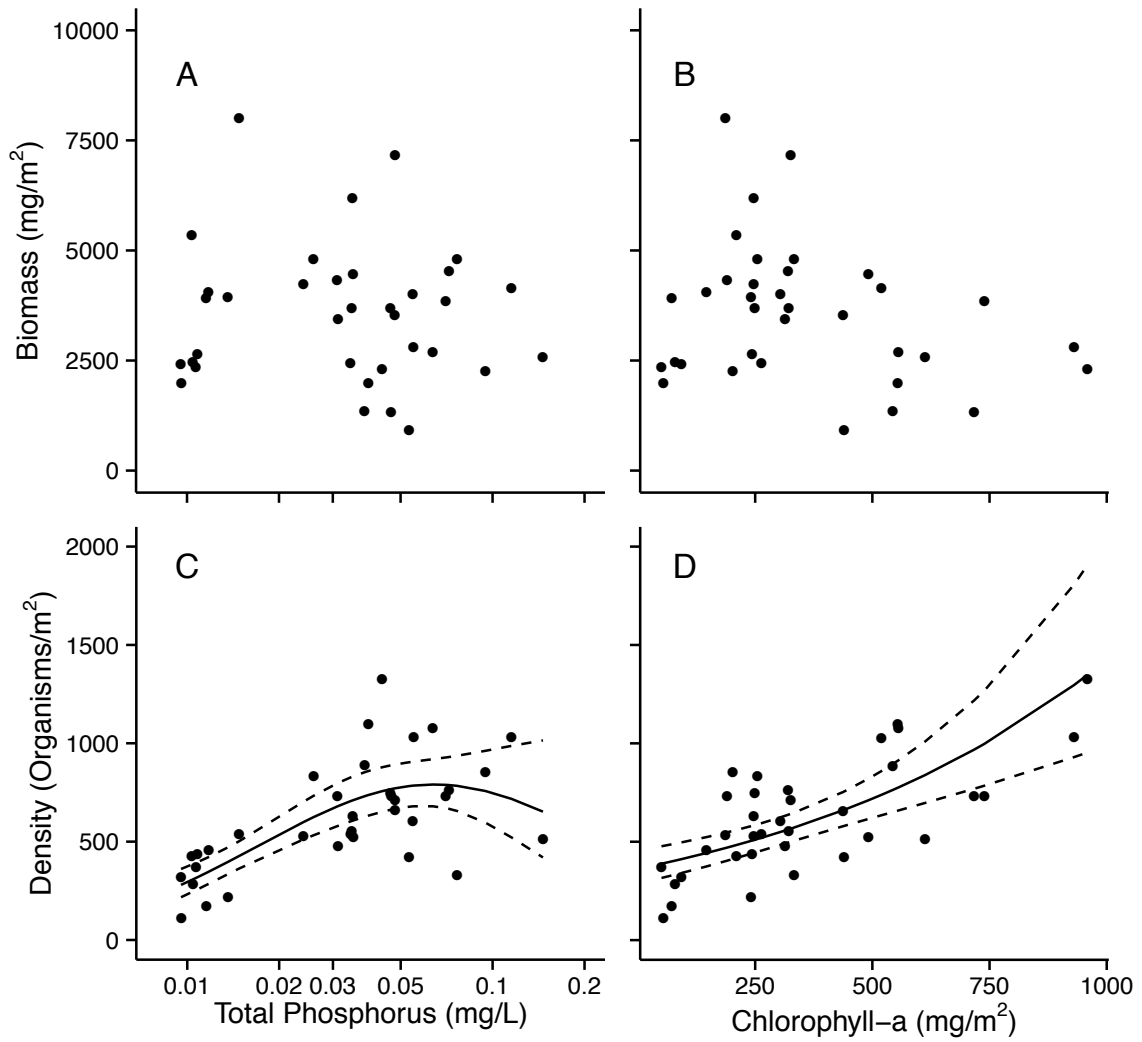 A
B
Biomass (mg/m²)
10000
7500
5000
2500
0
C
D
Density (Organisms/m²)
2000
1500
1000
500
0
0.01 0.02 0.03 0.05 0.1 0.2
250 500 750 1000
Total Phosphorus (mg/L)
Chlorophyll−a (mg/m²)